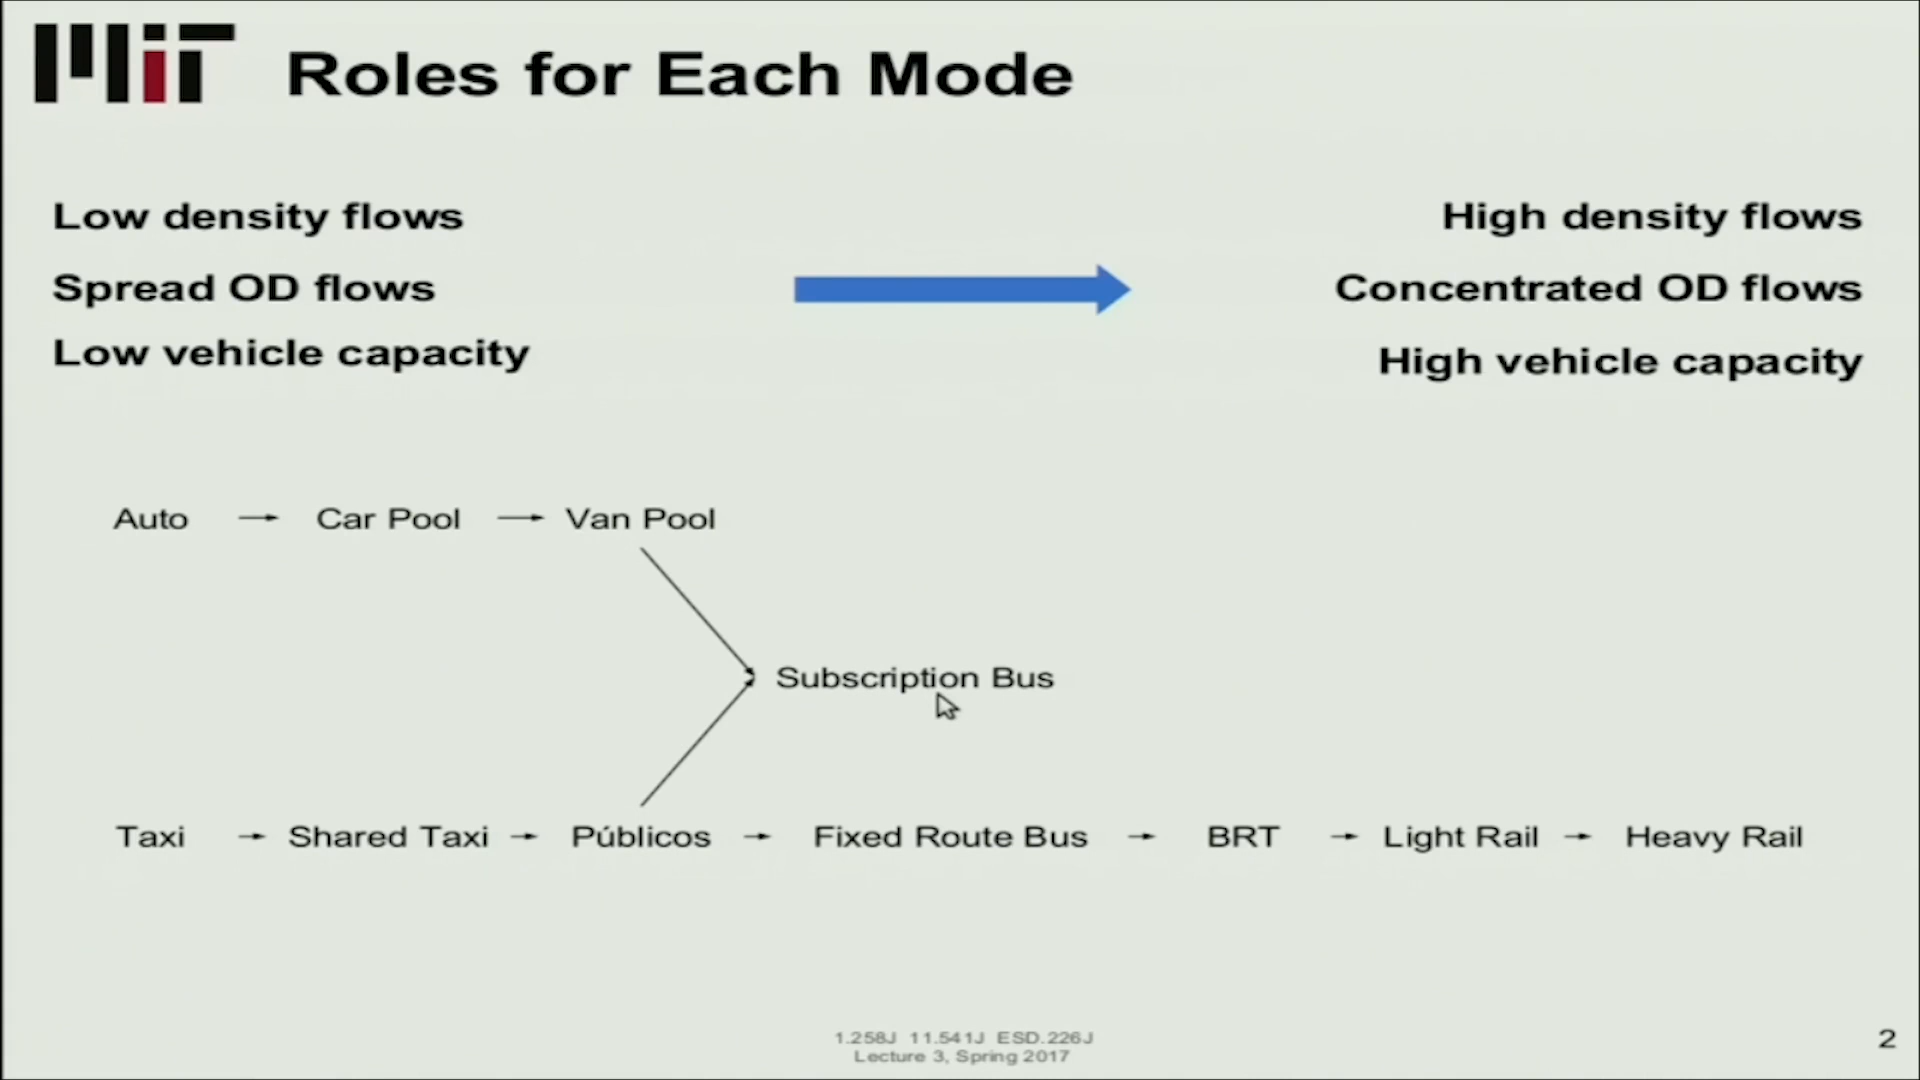 MIT Roles for Each Mode
Low density flows
High density flows
Spread OD flows
Concentrated OD flows
Low vehicle capacity
High vehicle capacity
Auto → Car Pool → Van Pool
Subscription Bus
Taxi → Shared Taxi → Públicos → Fixed Route Bus → BRT → Light Rail → Heavy Rail
1.258J 11.541J ESD.226J
Lecture 3, Spring 2017
2